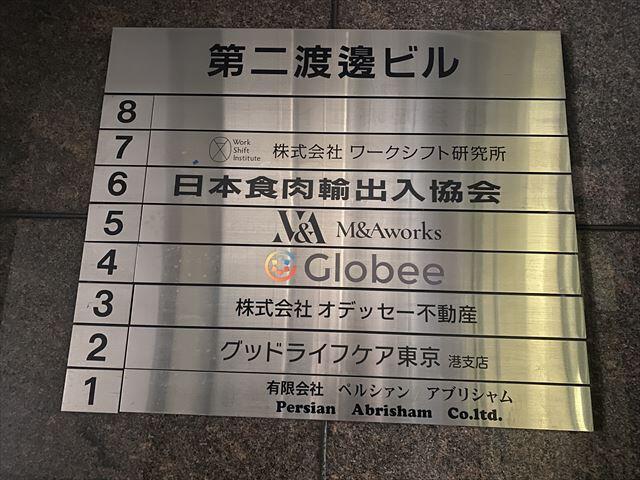 第二渡邊ビル
8
7 Work Shift Institute 株式会社 ワークシフト研究所
6 日本食肉輸出入協会
5 M&A M&Aworks
4 Globee
3 株式会社 オデッセー不動産
2 グッドライフケア東京 港支店
1 有限会社 ペルシァン アブリシャム
Persian Abrisham Co.ltd.